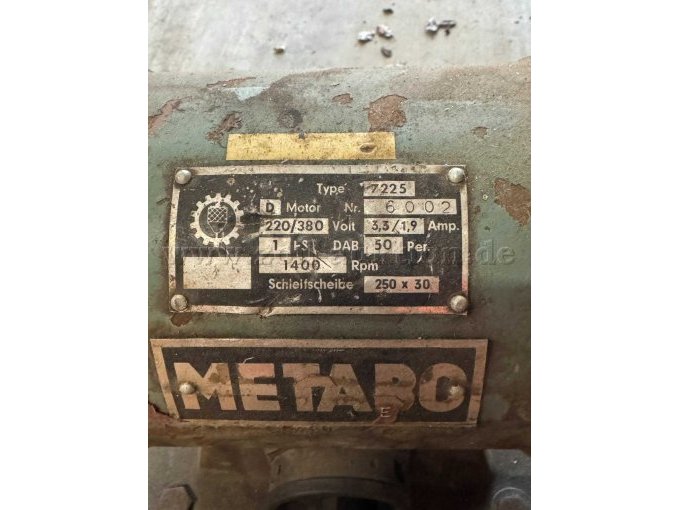 Type 7225
D Motor Nr. 6002
220/380 Volt 3,3/1,9 Amp.
1 PS DAB 50 Per.
1400 Rpm
Schleifscheibe 250 x 30
METABO
E